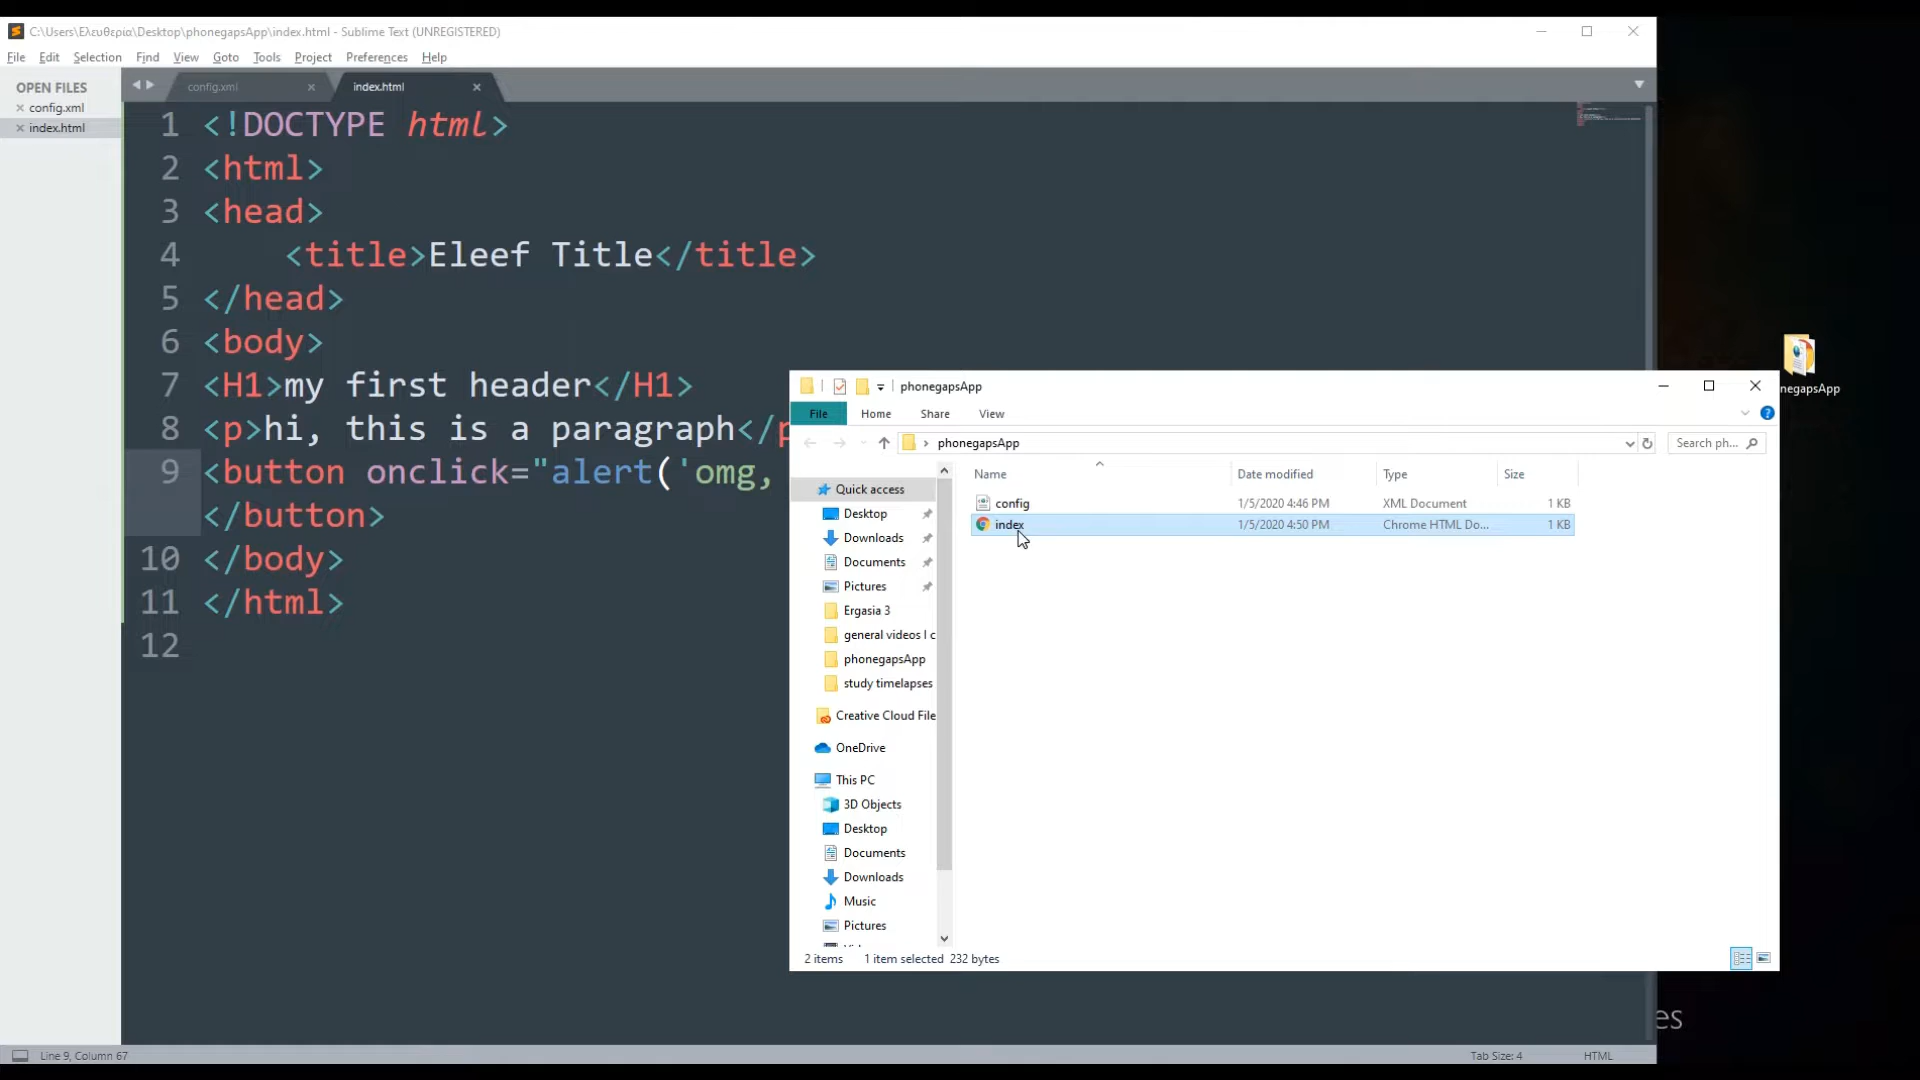 C:\Users\Ελευθερία\Desktop\phonegapsApp\index.html - Sublime Text (UNREGISTERED)
File Edit Selection Find View Goto Tools Project Preferences Help
OPEN FILES
config.xml
index.html
config.xml
index.html
1 <!DOCTYPE html>
2 <html>
3 <head>
4 <title>Eleef Title</title>
5 </head>
6 <body>
7 <H1>my first header</H1>
8 <p>hi, this is a paragraph</p
9 <button onclick="alert('omg,
</button>
10 </body>
11 </html>
12
Line 9, Column 67
Tab Size: 4
HTML
phonegapsApp
File Home Share View
phonegapsApp
Search ph...
Name Date modified Type Size
config 1/5/2020 4:46 PM XML Document 1 KB
index 1/5/2020 4:50 PM Chrome HTML Do... 1 KB
Quick access
Desktop
Downloads
Documents
Pictures
Ergasia 3
general videos I c
phonegapsApp
study timelapses
Creative Cloud File
OneDrive
This PC
3D Objects
Desktop
Documents
Downloads
Music
Pictures
2 items 1 item selected 232 bytes
negapsApp
es